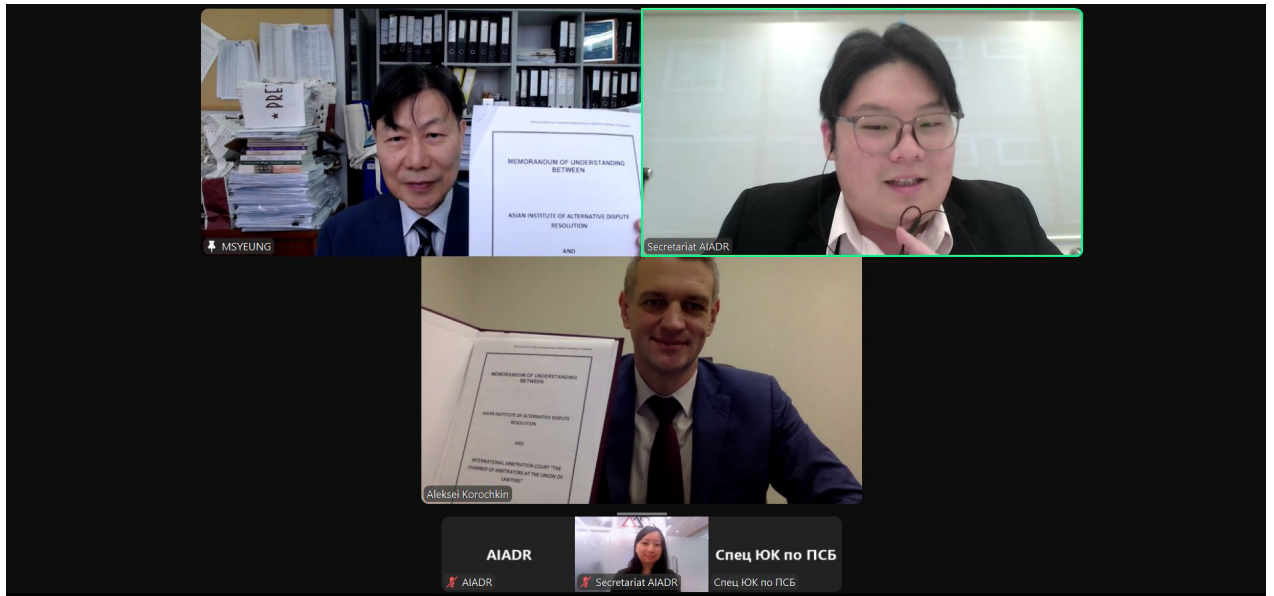 PRE
MEMORANDUM OF UNDERSTANDING
BETWEEN
ASIAN INSTITUTE OF ALTERNATIVE DISPUTE
RESOLUTION
AND
MSYEUNG
Secretariat AIADR
MEMORANDUM OF UNDERSTANDING
BETWEEN
ASIAN INSTITUTE OF ALTERNATIVE DISPUTE
RESOLUTION
AND
INTERNATIONAL ARBITRATION COURT "THE
CHAMBER OF ARBITRATORS AT THE UNION OF
LAWYERS"
Aleksei Korochkin
AIADR
AIADR
Secretariat AIADR
Спец ЮК по ПСБ
Спец ЮК по ПСБ